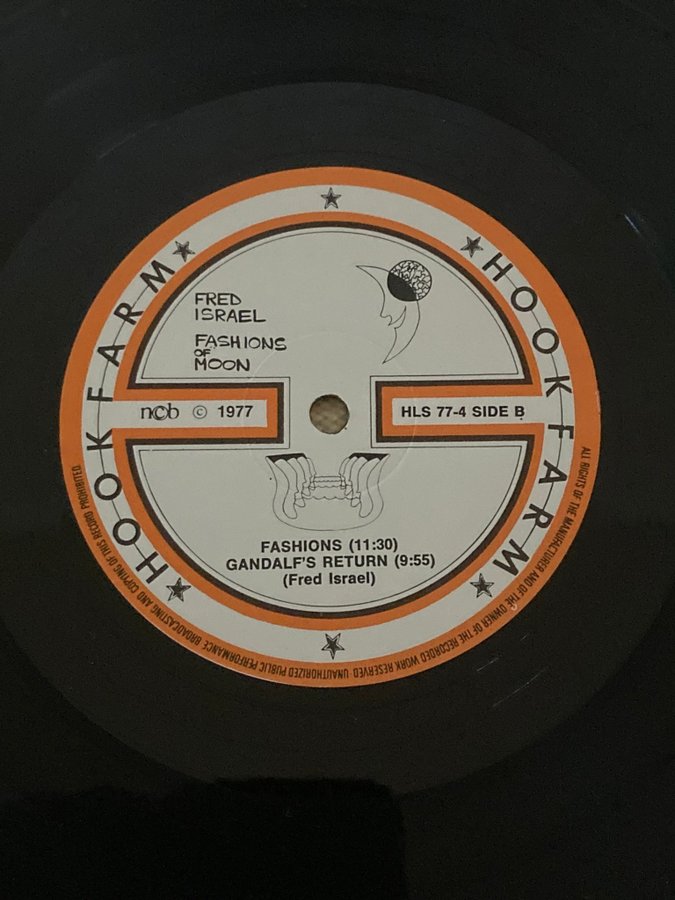 HOOKFARM
HOOKFARM
FRED
ISRAEL
FASHIONS
OF
MOON
ncb © 1977
HLS 77-4 SIDE B
FASHIONS (11:30)
GANDALF'S RETURN (9:55)
(Fred Israel)
ALL RIGHTS OF THE MANUFACTURER AND OF THE OWNER OF THE RECORDED WORK RESERVED UNAUTHORIZED PUBLIC PERFORMANCE BROADCASTING AND COPYING OF THIS RECORD PROHIBITED